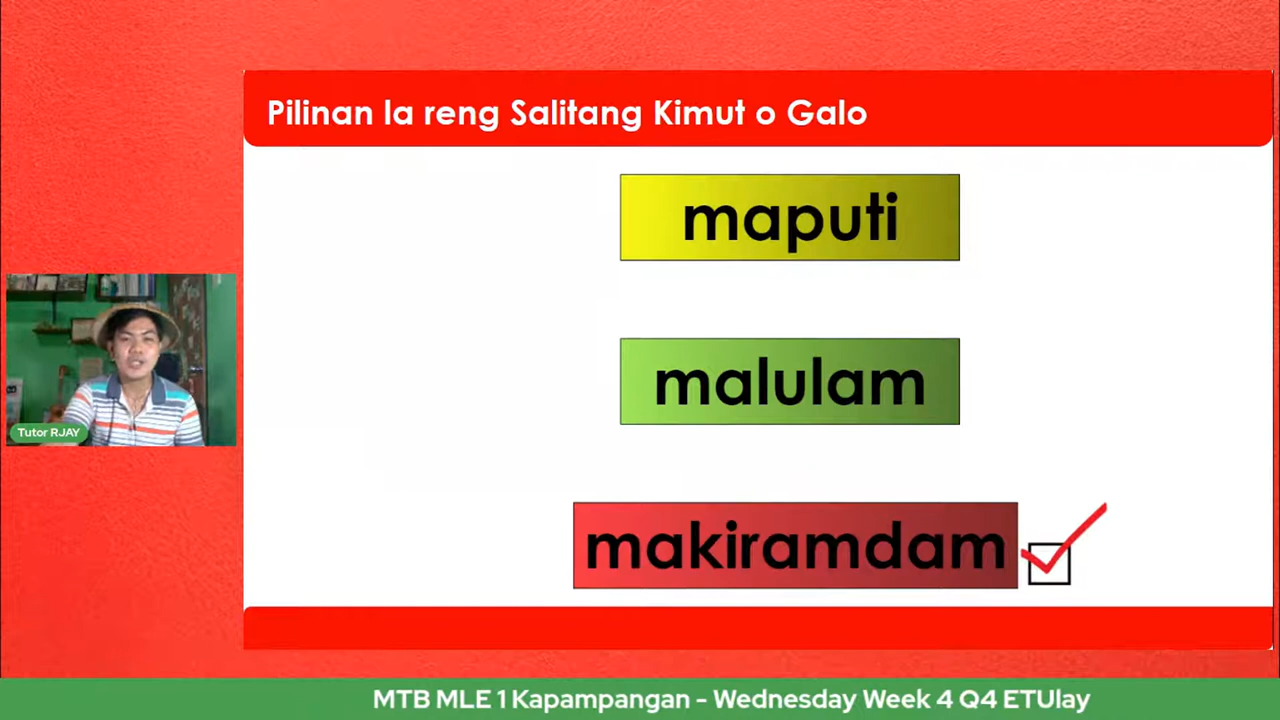 Pilinan la reng Salitang Kimut o Galo
maputi
malulam
makiramdam
Tutor RJAY
MTB MLE 1 Kapampangan - Wednesday Week 4 Q4 ETUlay